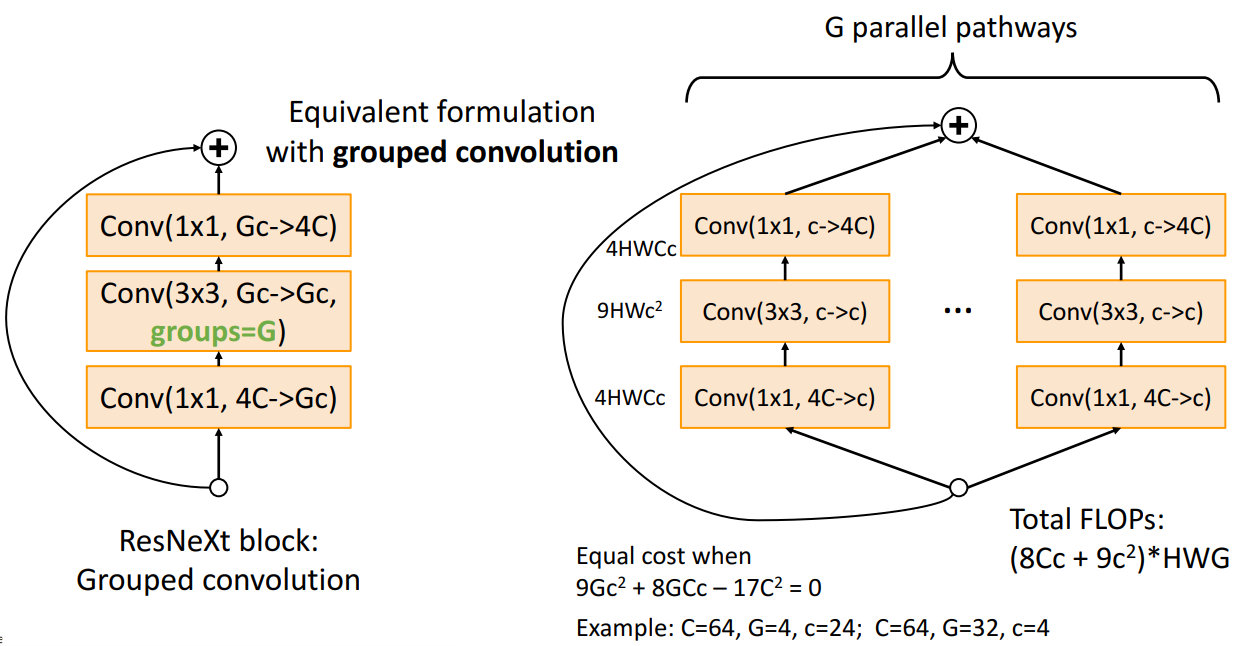 Equivalent formulation
with grouped convolution
+
Conv(1x1, Gc->4C)
Conv(3x3, Gc->Gc,
groups=G)
Conv(1x1, 4C->Gc)
ResNeXt block:
Grouped convolution
G parallel pathways
+
4HWCc
Conv(1x1, c->4C)
Conv(1x1, c->4C)
9HWc²
Conv(3x3, c->c)
...
Conv(3x3, c->c)
4HWCc
Conv(1x1, 4C->c)
Conv(1x1, 4C->c)
Total FLOPs:
(8Cc + 9c²)*HWG
Equal cost when
9Gc² + 8GCc – 17C² = 0
Example: C=64, G=4, c=24; C=64, G=32, c=4